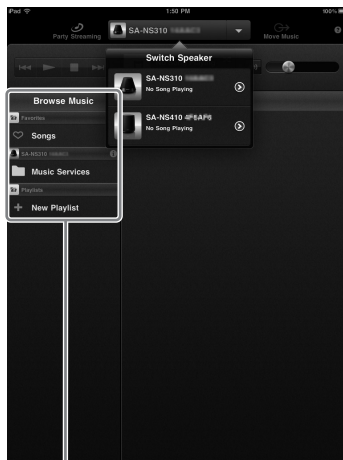 iPad 1:50 PM 100%
Party Streaming SA-NS310 Move Music
Switch Speaker
SA-NS310
No Song Playing
SA-NS410 4F6AF6
No Song Playing
Browse Music
Favorites
Songs
SA-NS310
Music Services
Playlists
New Playlist